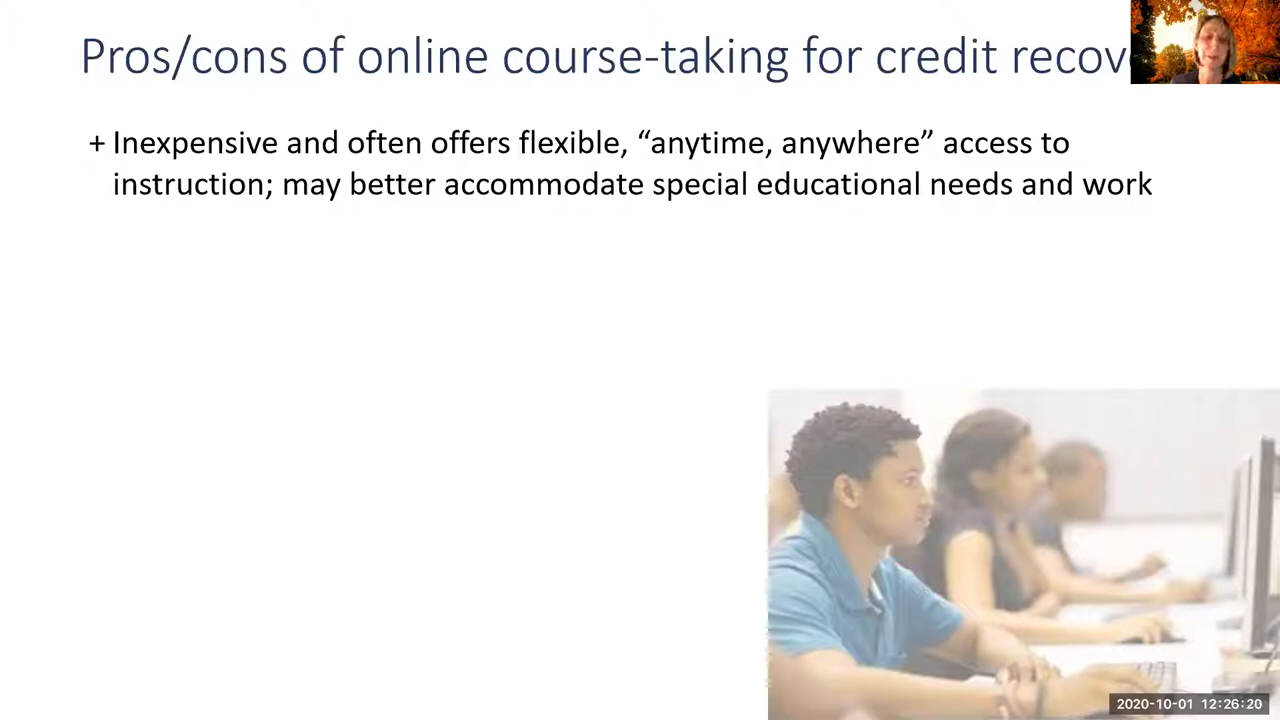 Pros/cons of online course-taking for credit recov
+ Inexpensive and often offers flexible, “anytime, anywhere” access to
instruction; may better accommodate special educational needs and work
2020-10-01 12:26:20